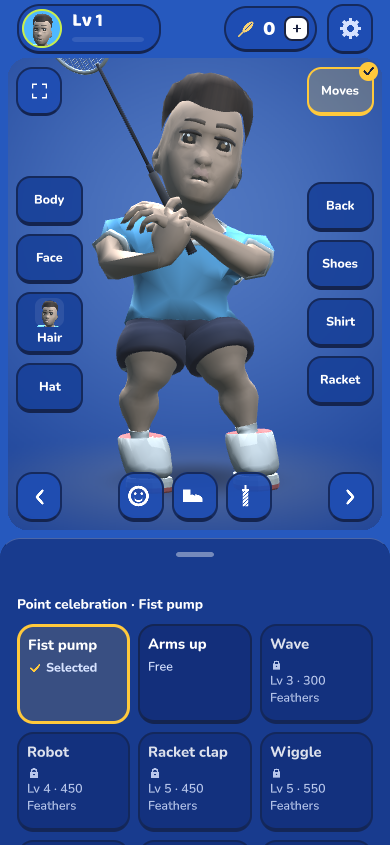 Lv 1
0
+
Moves
Body
Back
Face
Shoes
Hair
Shirt
Hat
Racket
Point celebration · Fist pump
Fist pump
Selected
Arms up
Free
Wave
Lv 3 · 300
Feathers
Robot
Lv 4 · 450
Feathers
Racket clap
Lv 5 · 450
Feathers
Wiggle
Lv 5 · 550
Feathers